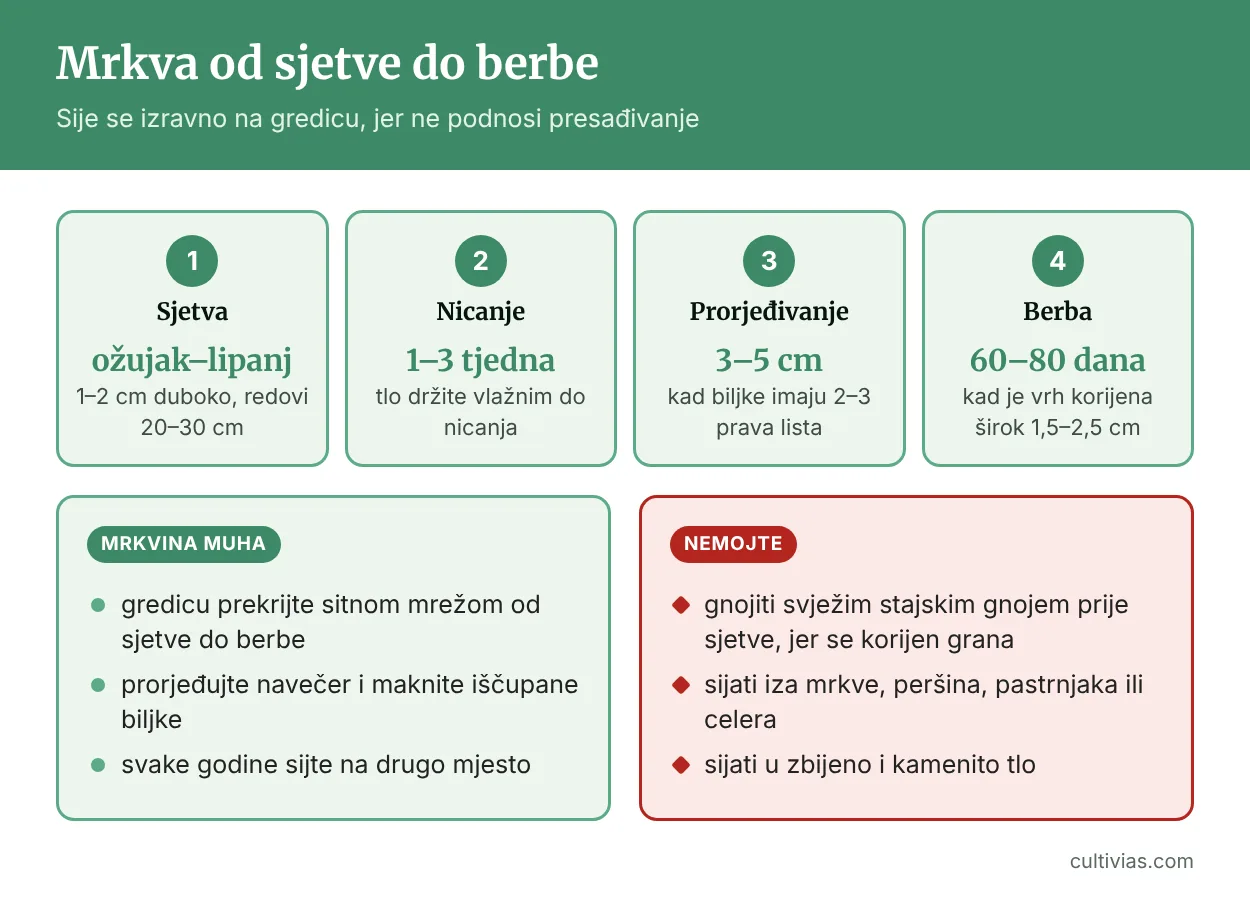 Mrkva od sjetve do berbe
Sije se izravno na gredicu, jer ne podnosi presađivanje
1
Sjetva
ožujak–lipanj
1–2 cm duboko, redovi
20–30 cm
2
Nicanje
1–3 tjedna
tlo držite vlažnim do
nicanja
3
Prorjeđivanje
3–5 cm
kad biljke imaju 2–3
prava lista
4
Berba
60–80 dana
kad je vrh korijena
širok 1,5–2,5 cm
MRKVINA MUHA
gredicu prekrijte sitnom mrežom od
sjetve do berbe
prorjeđujte navečer i maknite iščupane
biljke
svake godine sijte na drugo mjesto
NEMOJTE
gnojiti svježim stajskim gnojem prije
sjetve, jer se korijen grana
sijati iza mrkve, peršina, pastrnjaka ili
celera
sijati u zbijeno i kamenito tlo
cultivias.com